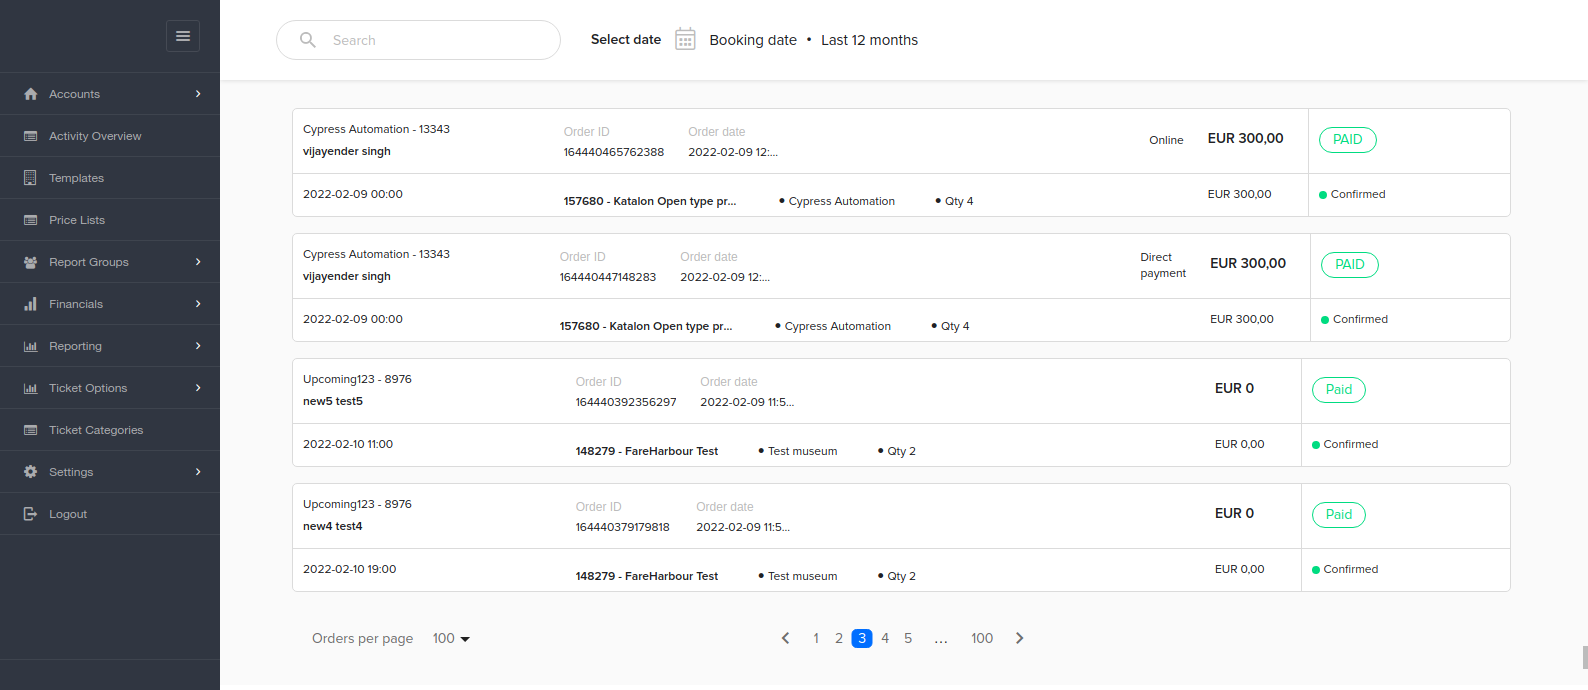 Search
Select date
Booking date • Last 12 months
Accounts
Activity Overview
Templates
Price Lists
Report Groups
Financials
Reporting
Ticket Options
Ticket Categories
Settings
Logout
Cypress Automation - 13343
vijayender singh
Order ID
164440465762388
Order date
2022-02-09 12:...
Online
EUR 300,00
PAID
2022-02-09 00:00
157680 - Katalon Open type pr...
• Cypress Automation
• Qty 4
EUR 300,00
Confirmed
Cypress Automation - 13343
vijayender singh
Order ID
164440447148283
Order date
2022-02-09 12:...
Direct
payment
EUR 300,00
PAID
2022-02-09 00:00
157680 - Katalon Open type pr...
• Cypress Automation
• Qty 4
EUR 300,00
Confirmed
Upcoming123 - 8976
new5 test5
Order ID
164440392356297
Order date
2022-02-09 11:5...
EUR 0
Paid
2022-02-10 11:00
148279 - FareHarbour Test
• Test museum
• Qty 2
EUR 0,00
Confirmed
Upcoming123 - 8976
new4 test4
Order ID
164440379179818
Order date
2022-02-09 11:5...
EUR 0
Paid
2022-02-10 19:00
148279 - FareHarbour Test
• Test museum
• Qty 2
EUR 0,00
Confirmed
Orders per page 100
1 2 3 4 5 ... 100